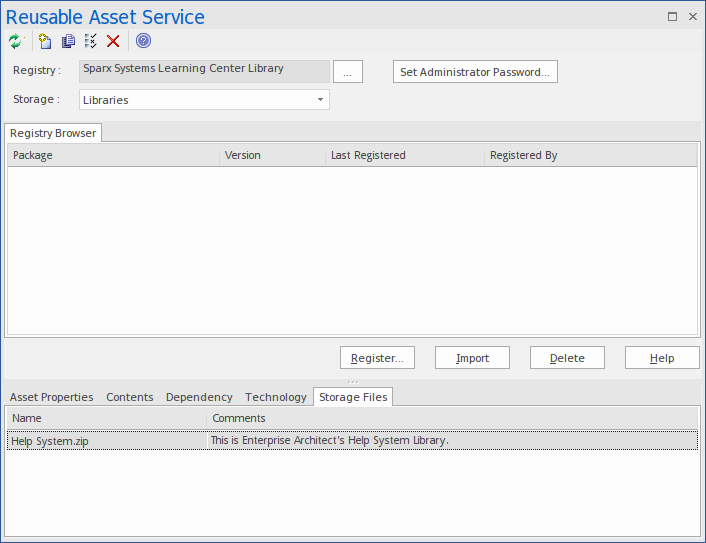 Reusable Asset Service
Registry :
Sparx Systems Learning Center Library
...
Set Administrator Password...
Storage :
Libraries
Registry Browser
Package Version Last Registered Registered By
Register... Import Delete Help
Asset Properties Contents Dependency Technology Storage Files
Name Comments
Help System.zip This is Enterprise Architect's Help System Library.